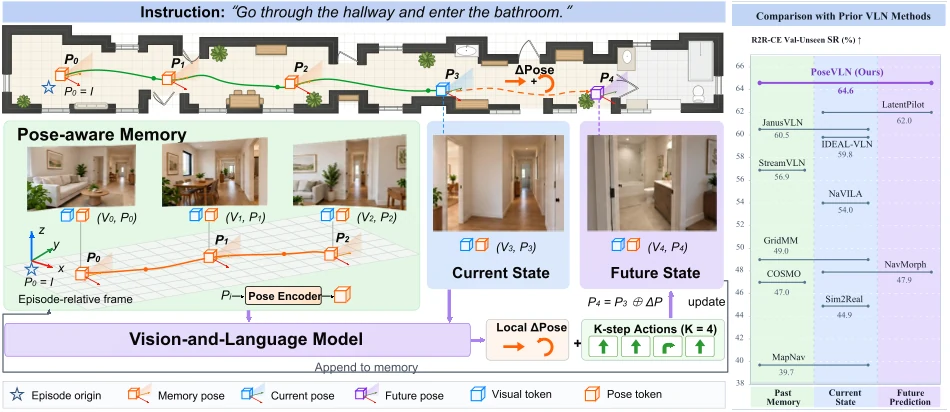 Instruction: "Go through the hallway and enter the bathroom."
P0
P0 = I
P1
P2
P3
ΔPose
+
P4
Pose-aware Memory
(V0, P0)
(V1, P1)
(V2, P2)
z
y
x
P0 = I
P0
P1
P2
Episode-relative frame
Pi
Pose Encoder
(V3, P3)
Current State
(V4, P4)
Future State
P4 = P3 ⊕ ΔP
update
Vision-and-Language Model
Local ΔPose
+
K-step Actions (K = 4)
Append to memory
Episode origin
Memory pose
Current pose
Future pose
Visual token
Pose token
Comparison with Prior VLN Methods
R2R-CE Val-Unseen SR (%) ↑
66
64
62
60
58
56
54
52
50
48
46
44
42
40
38
PoseVLN (Ours)
64.6
LatentPilot
62.0
JanusVLN
60.5
IDEAL-VLN
59.8
StreamVLN
56.9
NaVILA
54.0
GridMM
49.0
NavMorph
47.9
COSMO
47.0
Sim2Real
44.9
MapNav
39.7
Past
Memory
Current
State
Future
Prediction